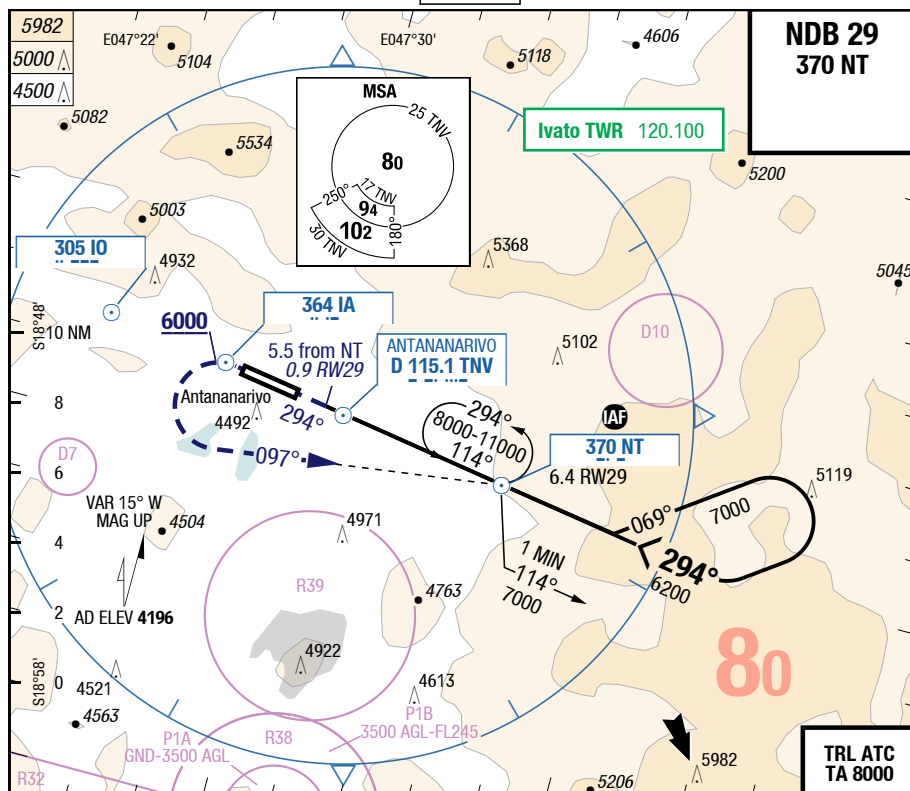 5982
5000
4500
E047°22'
E047°30'
5104
5118
4606
NDB 29
370 NT
5082
5534
MSA
25 TNV
80
250°
17 TNV
94
102
180°
30 TNV
Ivato TWR 120.100
5200
5003
4932
305 IO
5368
5045
S18°48'
10 NM
6000
364 IA
5.5 from NT
0.9 RW29
ANTANANARIVO
D 115.1 TNV
5102
D10
8
Antananarivo
4492
294°
294°
8000-11000
114°
IAF
370 NT
6.4 RW29
D7
6
097°
5119
VAR 15° W
MAG UP
4504
4971
069°
7000
4
1 MIN
114°
7000
294°
6200
R39
4763
2
AD ELEV 4196
4922
80
S18°58'
0
4521
4563
4613
P1B
3500 AGL-FL245
P1A
GND-3500 AGL
R38
R32
5982
5206
TRL ATC
TA 8000